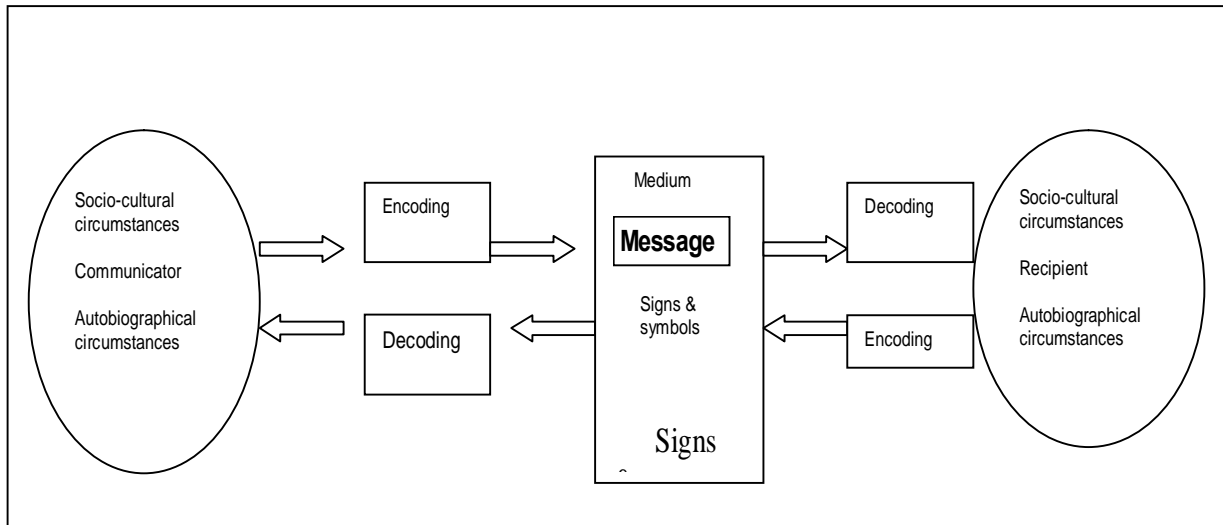 Socio-cultural
circumstances
Communicator
Autobiographical
circumstances
Encoding
Decoding
Medium
Message
Signs &
symbols
Signs
Decoding
Encoding
Socio-cultural
circumstances
Recipient
Autobiographical
circumstances